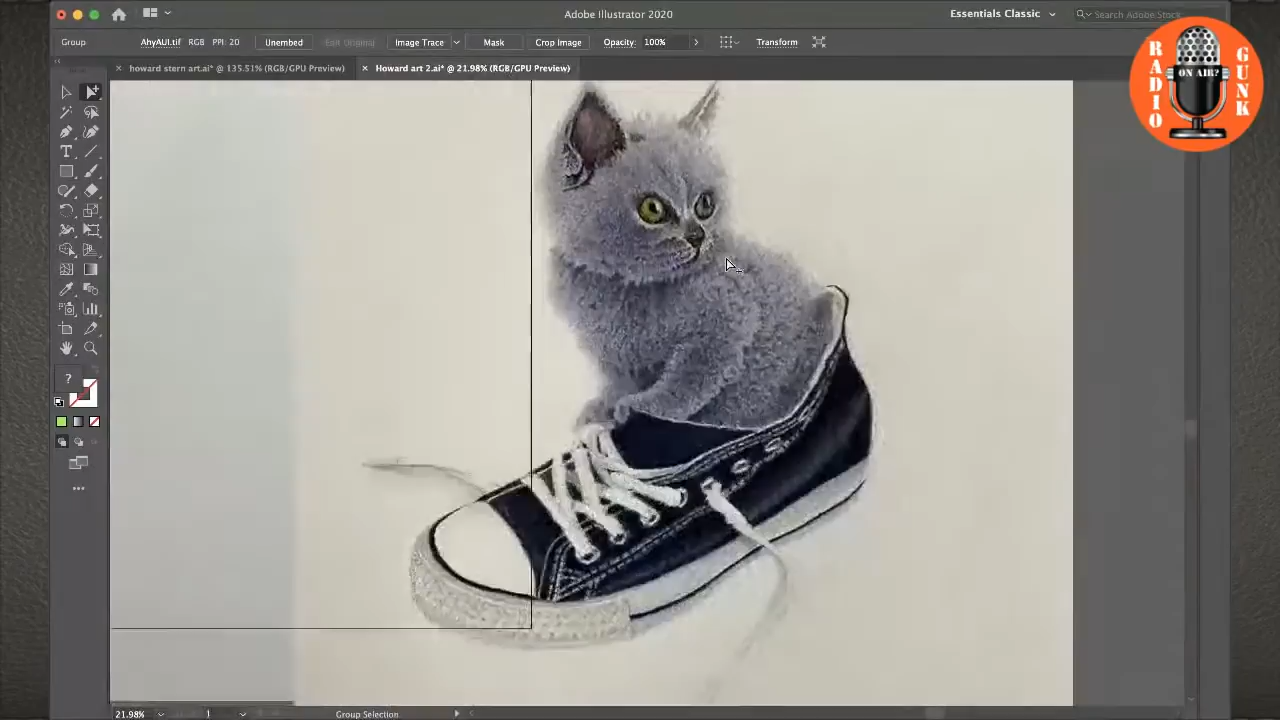 Adobe Illustrator 2020
Essentials Classic
Search Adobe Stock
Group
AhyAUI.tif
RGB
PPI: 20
Unembed
Edit Original
Image Trace
Mask
Crop Image
Opacity:
100%
Transform
howard stern art.ai* @ 135.51% (RGB/GPU Preview)
Howard art 2.ai* @ 21.98% (RGB/GPU Preview)
RADIO
ON AIR?
GUNK
?
21.98%
1
Group Selection